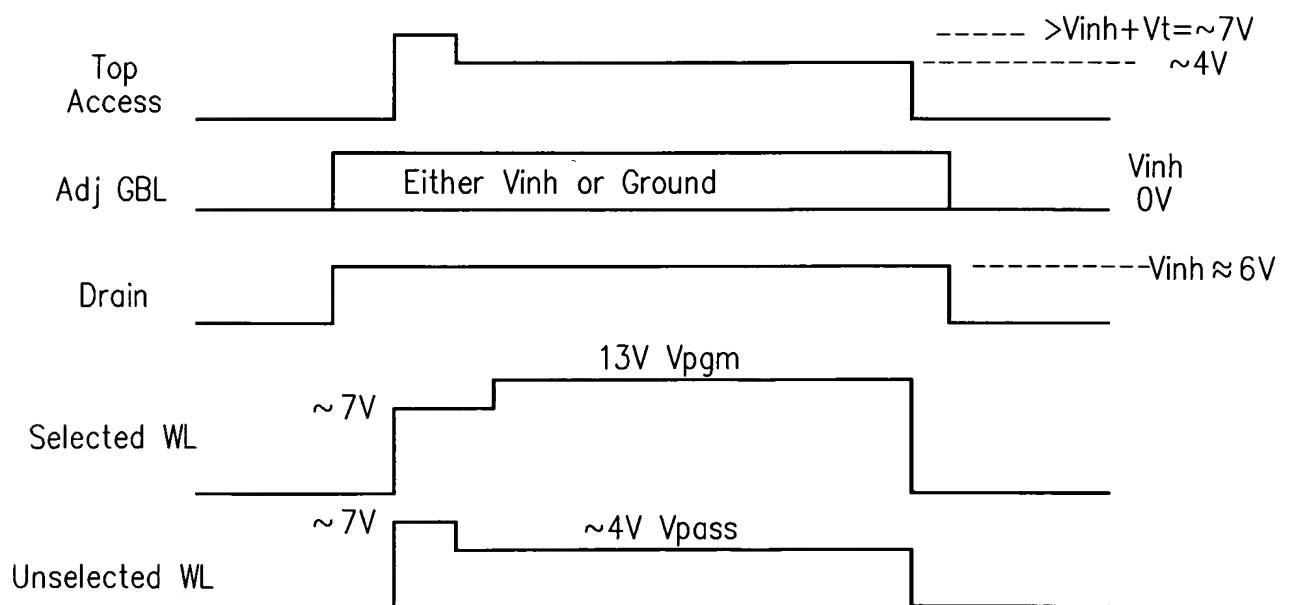 >Vinh+Vt=~7V
Top
Access
~4V
Adj GBL
Either Vinh or Ground
Vinh
0V
Drain
Vinh≈6V
13V Vpgm
~7V
Selected WL
~7V
~4V Vpass
Unselected WL